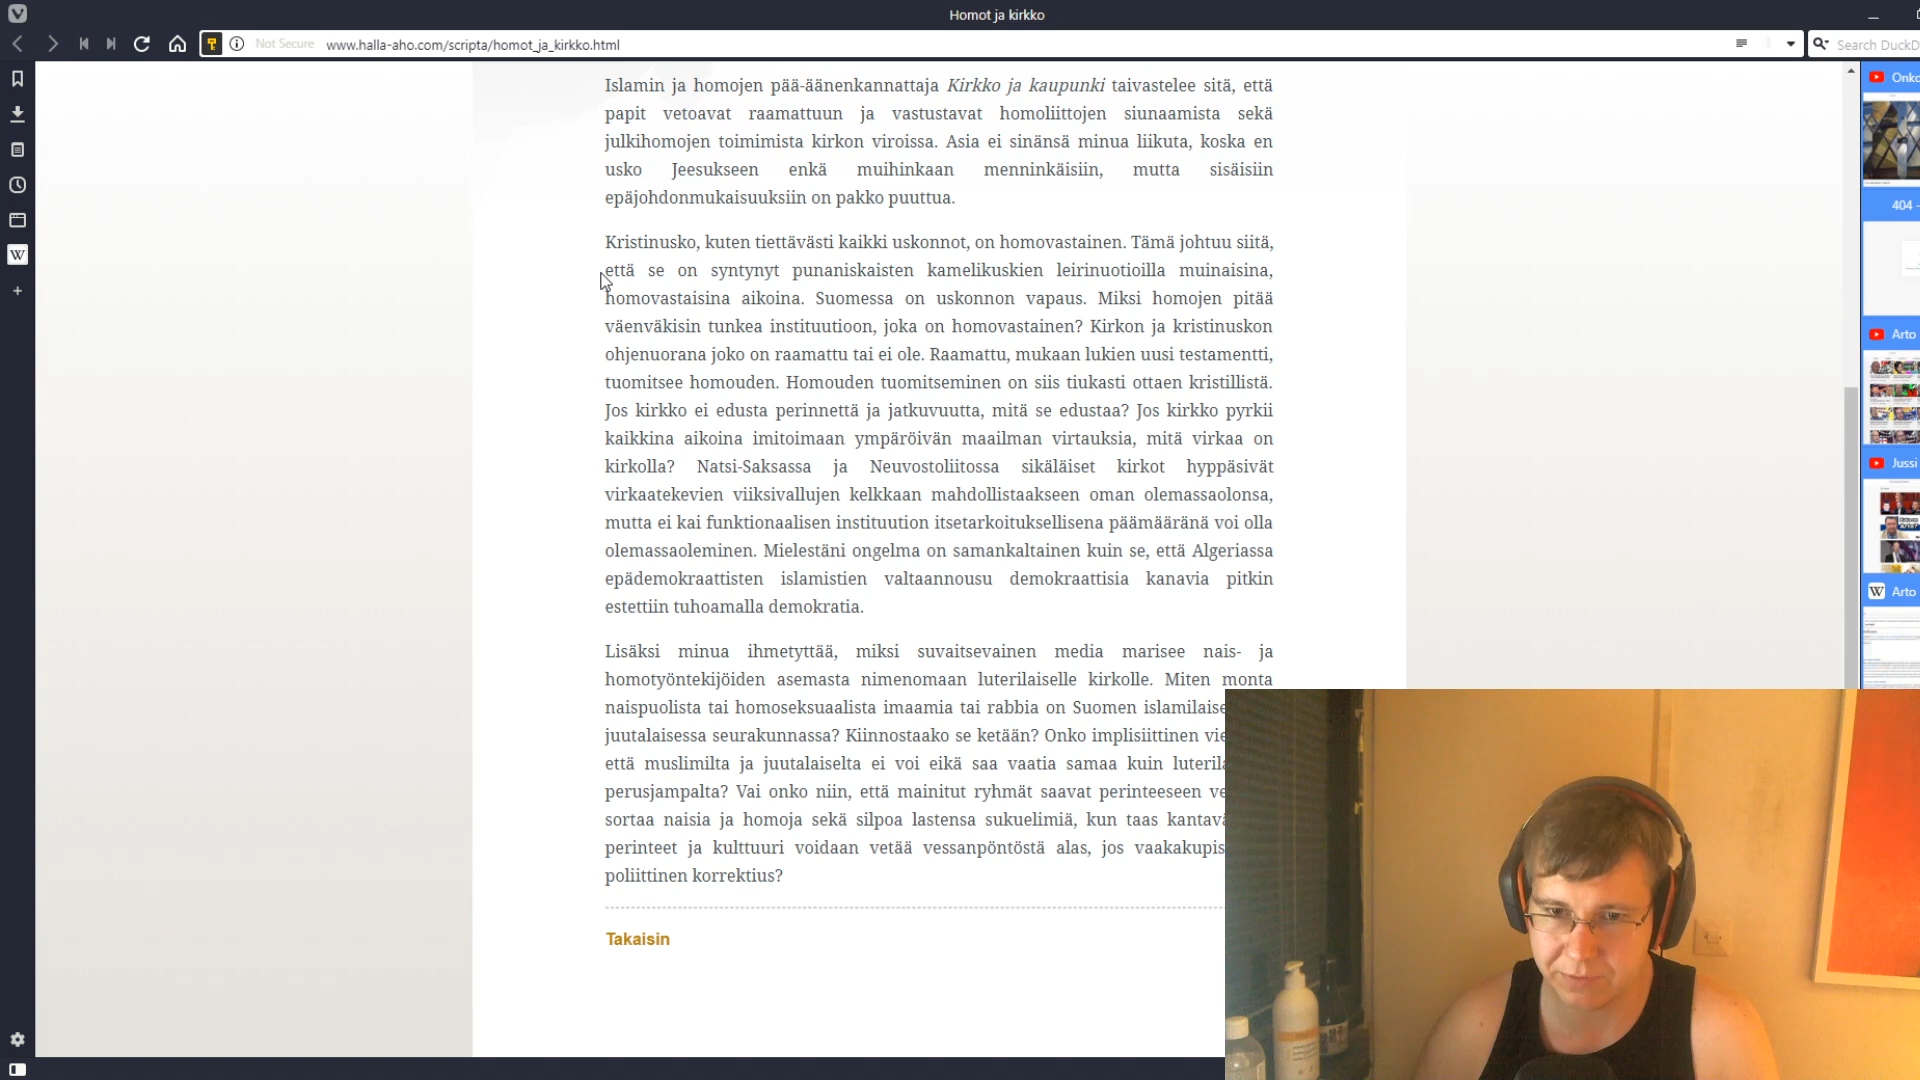 Homot ja kirkko
Not Secure
www.halla-aho.com/scripta/homot_ja_kirkko.html
Search DuckD
Islamin ja homojen pää-äänenkannattaja Kirkko ja kaupunki taivastelee sitä, että
papit vetoavat raamattuun ja vastustavat homoliittojen siunaamista sekä
julkihomojen toimimista kirkon viroissa. Asia ei sinänsä minua liikuta, koska en
usko Jeesukseen enkä muihinkaan menninkäisiin, mutta sisäisiin
epäjohdonmukaisuuksiin on pakko puuttua.
Kristinusko, kuten tiettävästi kaikki uskonnot, on homovastainen. Tämä johtuu siitä,
että se on syntynyt punaniskaisten kamelikuskien leirinuotioilla muinaisina,
homovastaisina aikoina. Suomessa on uskonnon vapaus. Miksi homojen pitää
väenväkisin tunkea instituutioon, joka on homovastainen? Kirkon ja kristinuskon
ohjenuorana joko on raamattu tai ei ole. Raamattu, mukaan lukien uusi testamentti,
tuomitsee homouden. Homouden tuomitseminen on siis tiukasti ottaen kristillistä.
Jos kirkko ei edusta perinnettä ja jatkuvuutta, mitä se edustaa? Jos kirkko pyrkii
kaikkina aikoina imitoimaan ympäröivän maailman virtauksia, mitä virkaa on
kirkolla? Natsi-Saksassa ja Neuvostoliitossa sikäläiset kirkot hyppäsivät
virkaatekevien viiksivallujen kelkkaan mahdollistaakseen oman olemassaolonsa,
mutta ei kai funktionaalisen instituution itsetarkoituksellisena päämääränä voi olla
olemassaoleminen. Mielestäni ongelma on samankaltainen kuin se, että Algeriassa
epädemokraattisten islamistien valtaannousu demokraattisia kanavia pitkin
estettiin tuhoamalla demokratia.
Lisäksi minua ihmetyttää, miksi suvaitsevainen media marisee nais- ja
homotyöntekijöiden asemasta nimenomaan luterilaiselle kirkolle. Miten monta
naispuolista tai homoseksuaalista imaamia tai rabbia on Suomen islamilaise
juutalaisessa seurakunnassa? Kiinnostaako se ketään? Onko implisiittinen vie
että muslimilta ja juutalaiselta ei voi eikä saa vaatia samaa kuin luterila
perusjampalta? Vai onko niin, että mainitut ryhmät saavat perinteeseen ve
sortaa naisia ja homoja sekä silpoa lastensa sukuelimiä, kun taas kantavä
perinteet ja kulttuuri voidaan vetää vessanpöntöstä alas, jos vaakakupis
poliittinen korrektius?
Takaisin
Onko
404 -
Arto
Jussi
W Arto